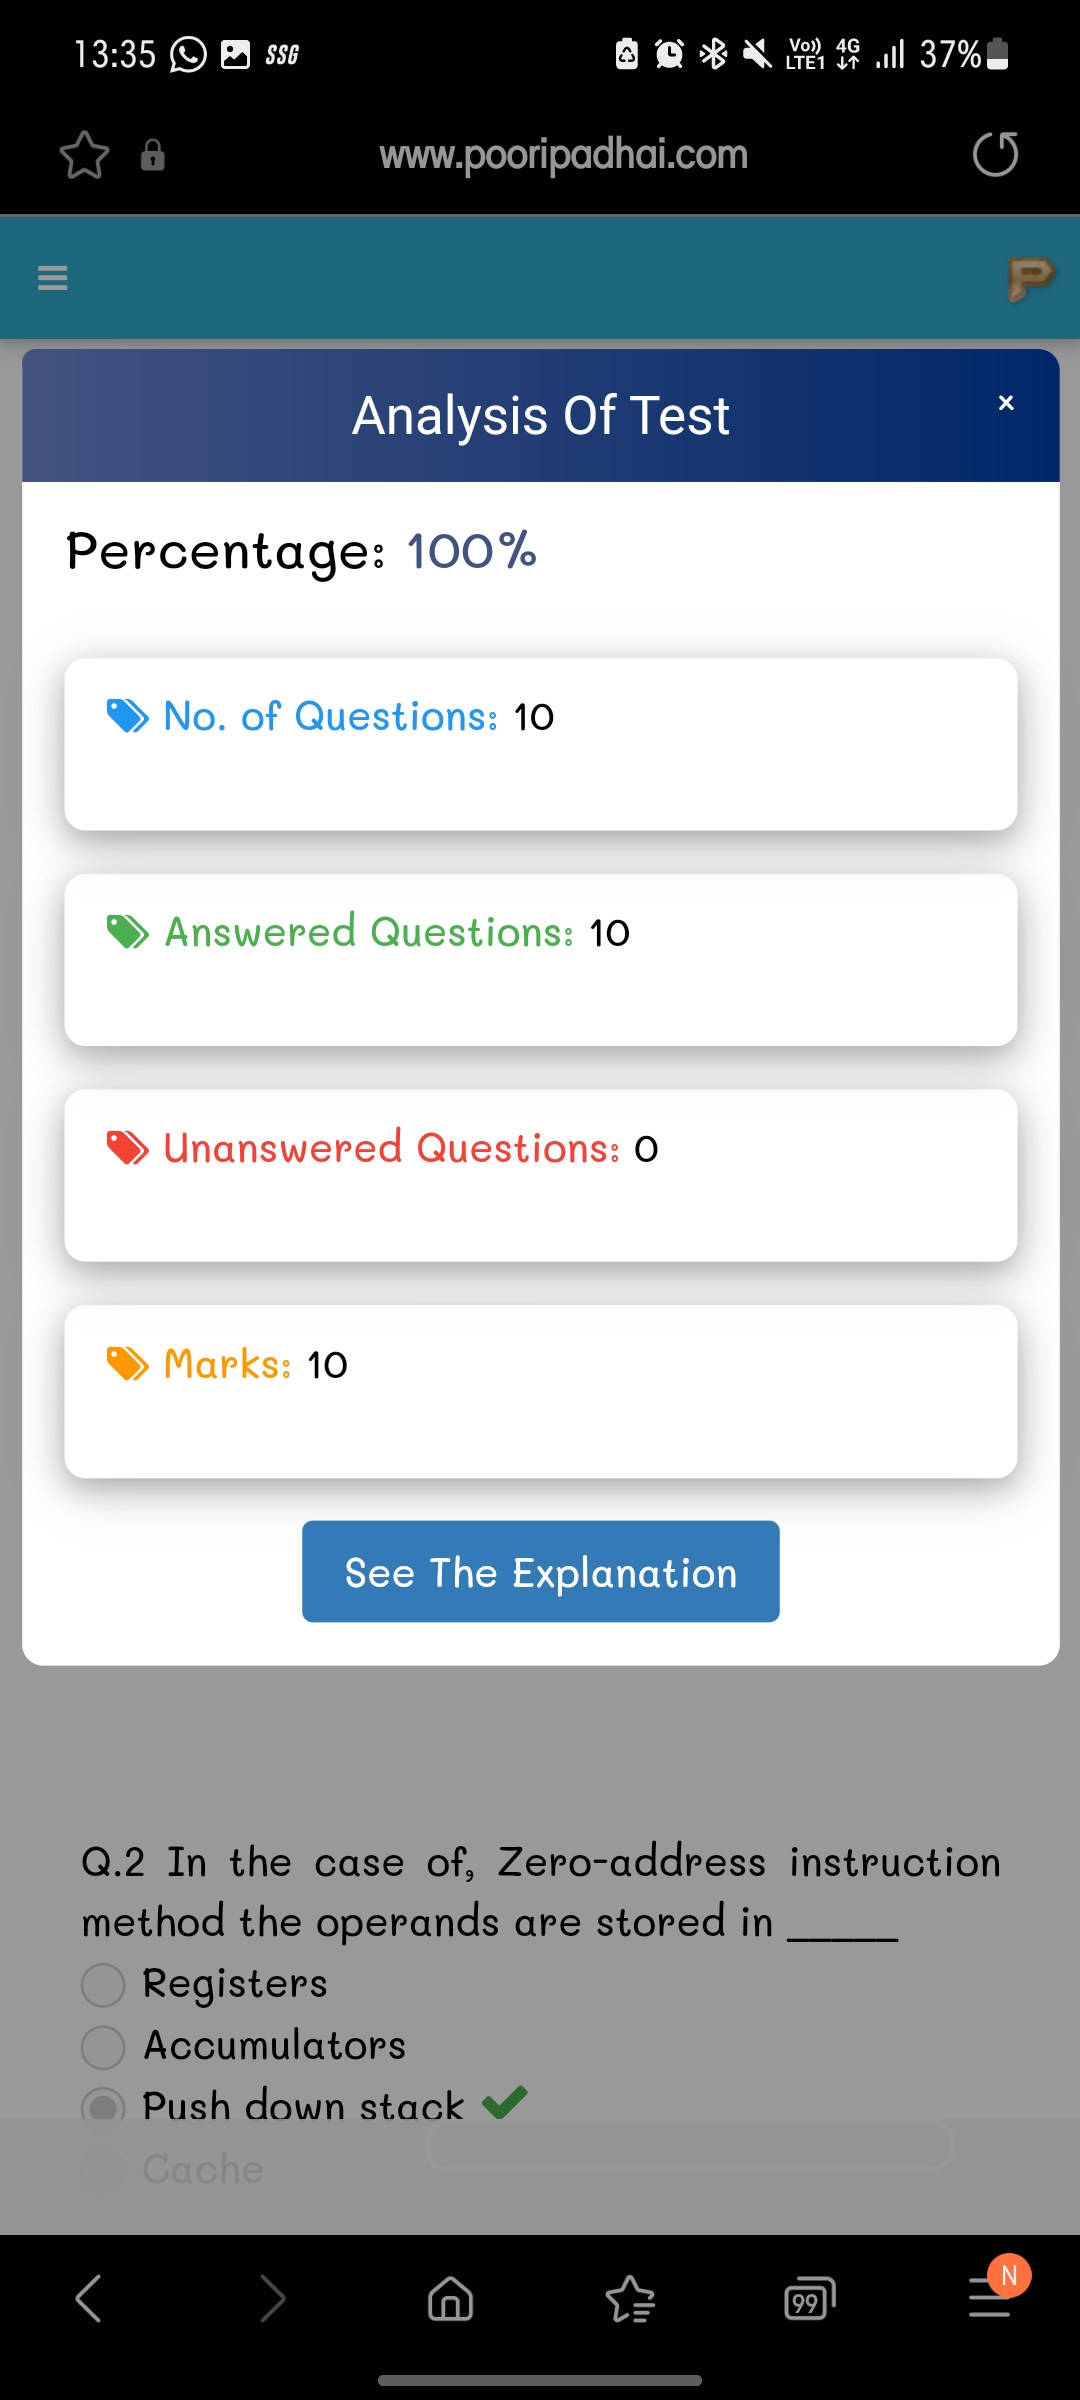 13:35 SSG Vo)) LTE1 4G 37%
www.pooripadhai.com
P
Analysis Of Test ×
Percentage: 100%
No. of Questions: 10
Answered Questions: 10
Unanswered Questions: 0
Marks: 10
See The Explanation
Q.2 In the case of, Zero-address instruction
method the operands are stored in _____
Registers
Accumulators
Push down stack
Cache
99
N